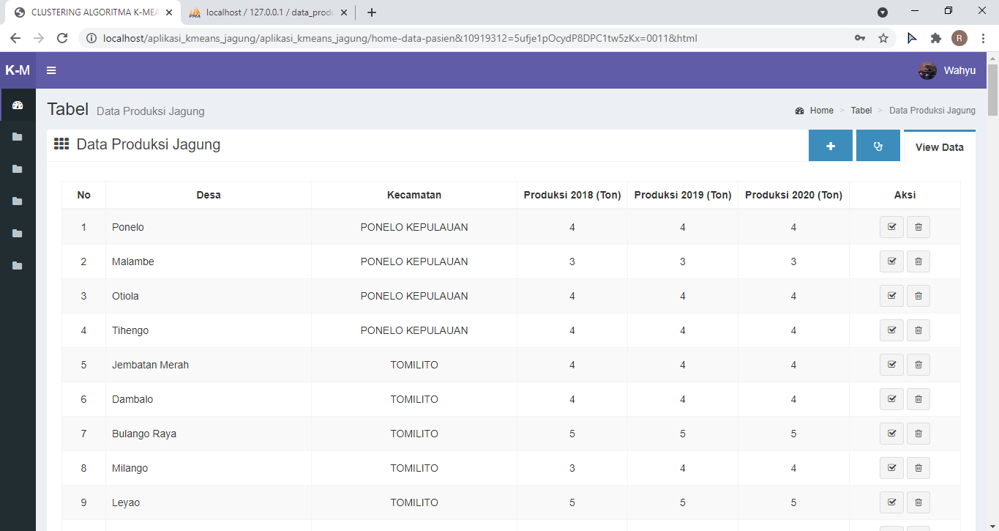 CLUSTERING ALGORITMA K-MEA
localhost / 127.0.0.1 / data_produ
localhost/aplikasi_kmeans_jagung/aplikasi_kmeans_jagung/home-data-pasien&10919312=5ufje1pOcydP8DPC1tw5zKx=0011&html
R
K-M
Wahyu
Tabel Data Produksi Jagung
Home > Tabel > Data Produksi Jagung
Data Produksi Jagung
View Data
No Desa Kecamatan Produksi 2018 (Ton) Produksi 2019 (Ton) Produksi 2020 (Ton) Aksi
1 Ponelo PONELO KEPULAUAN 4 4 4
2 Malambe PONELO KEPULAUAN 3 3 3
3 Otiola PONELO KEPULAUAN 4 4 4
4 Tihengo PONELO KEPULAUAN 4 4 4
5 Jembatan Merah TOMILITO 4 4 4
6 Dambalo TOMILITO 4 4 4
7 Bulango Raya TOMILITO 5 5 5
8 Milango TOMILITO 3 4 4
9 Leyao TOMILITO 5 5 5